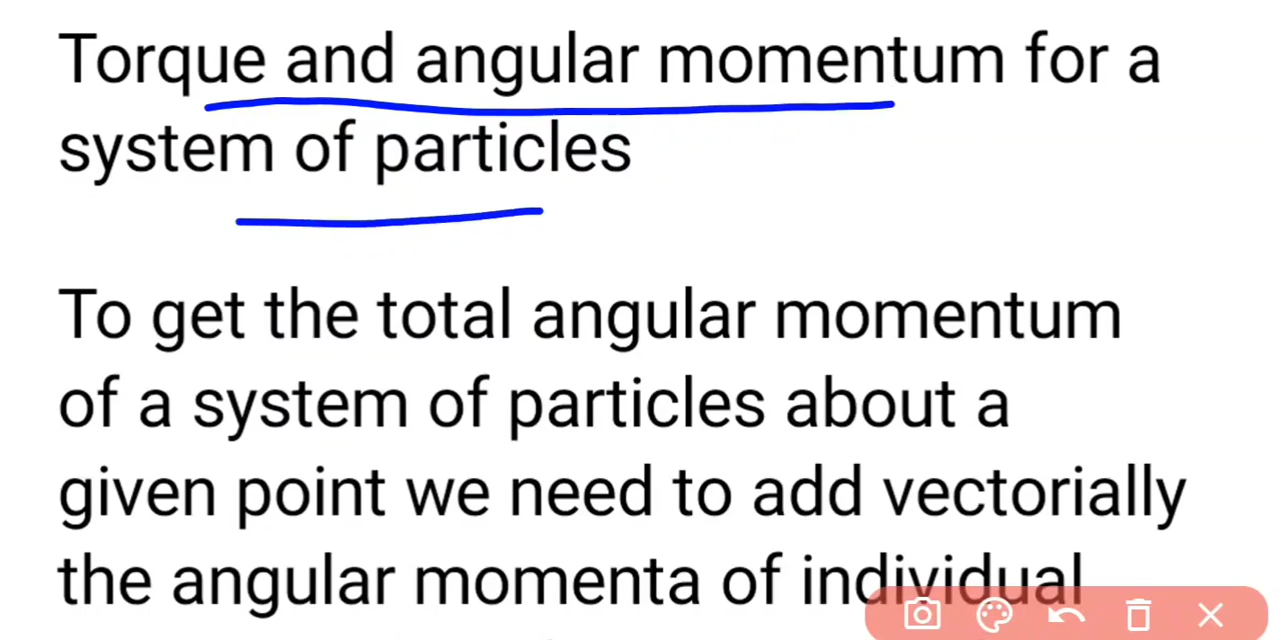 Torque and angular momentum for a
system of particles
To get the total angular momentum
of a system of particles about a
given point we need to add vectorially
the angular momenta of individual